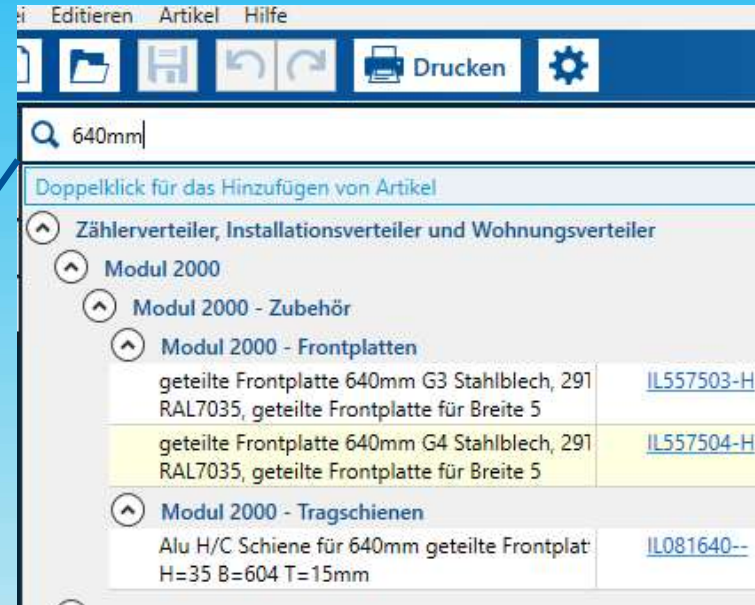 Editieren Artikel Hilfe
Drucken
640mm
Doppelklick für das Hinzufügen von Artikel
Zählerverteiler, Installationsverteiler und Wohnungsverteiler
Modul 2000
Modul 2000 - Zubehör
Modul 2000 - Frontplatten
geteilte Frontplatte 640mm G3 Stahlblech, 291 IL557503-H
RAL7035, geteilte Frontplatte für Breite 5
geteilte Frontplatte 640mm G4 Stahlblech, 291 IL557504-H
RAL7035, geteilte Frontplatte für Breite 5
Modul 2000 - Tragschienen
Alu H/C Schiene für 640mm geteilte Frontplat IL081640--
H=35 B=604 T=15mm